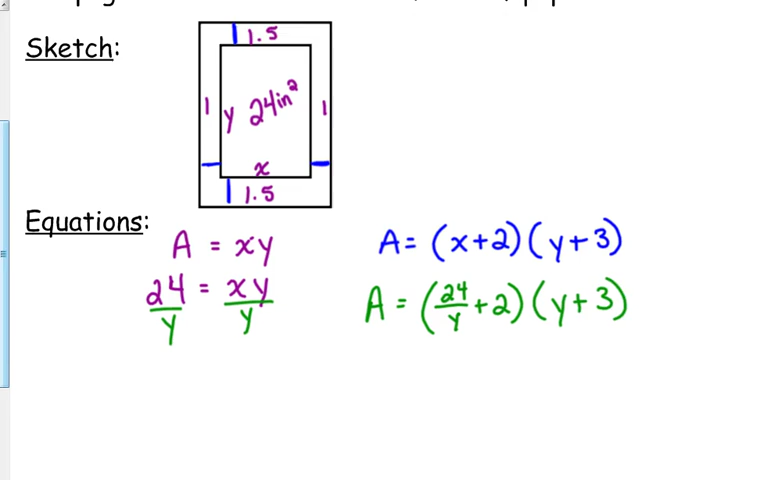 Sketch:
1.5
1 y 24in² 1
x
1.5
Equations:
A = xy
24/y = xy/y
A = (x+2)(y+3)
A = (24/y + 2)(y+3)